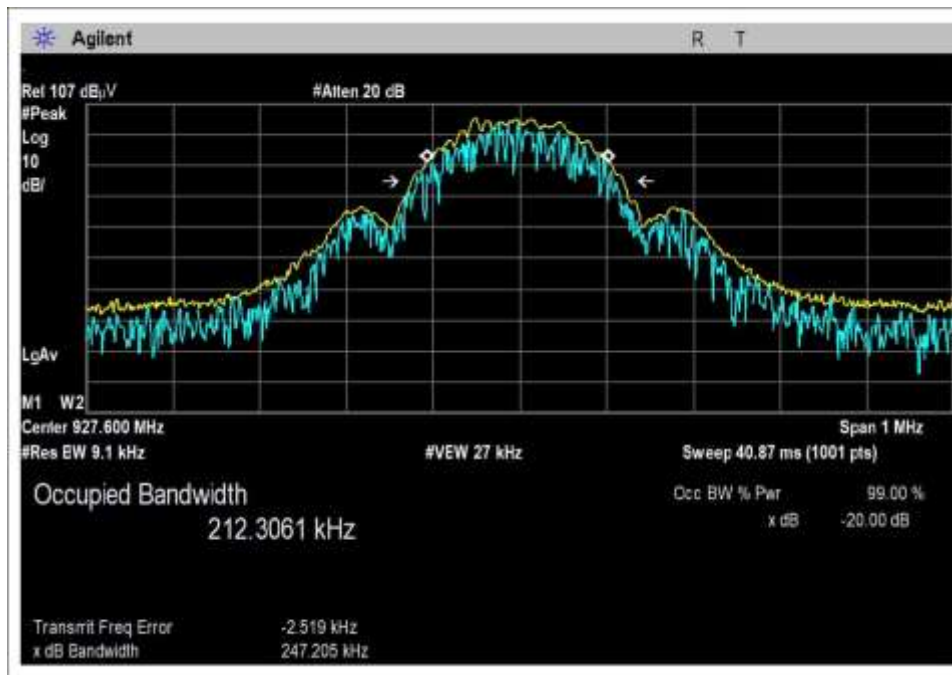 Agilent R T
Ref 107 dBµV #Atten 20 dB
#Peak
Log
10
dB/
LgAv
M1 W2
Center 927.600 MHz Span 1 MHz
#Res BW 9.1 kHz #VBW 27 kHz Sweep 40.87 ms (1001 pts)
Occupied Bandwidth Occ BW % Pwr 99.00 %
212.3061 kHz x dB -20.00 dB
Transmit Freq Error -2.519 kHz
x dB Bandwidth 247.205 kHz